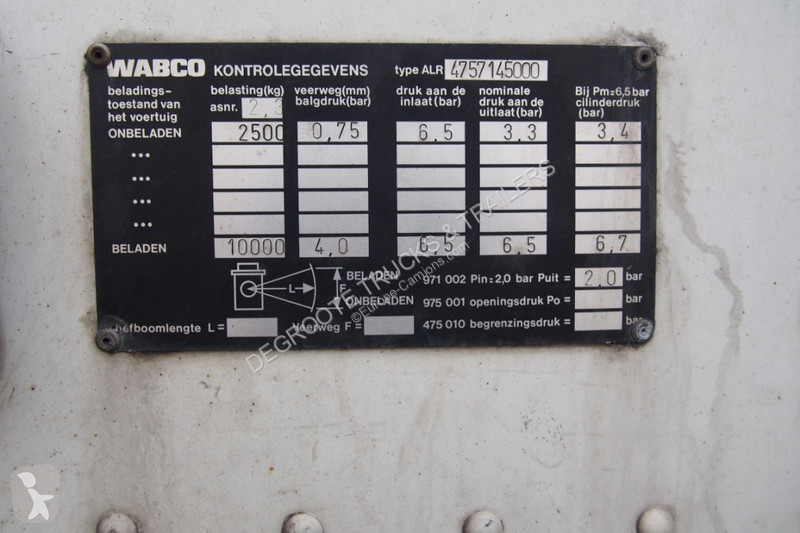 WABCO KONTROLEGEGEVENS type ALR 4757145000
beladings-
toestand van
het voertuig
belasting(kg)
asnr. 2,3
veerweg(mm)
balgdruk(bar)
druk aan de
inlaat(bar)
nominale
druk aan de
uitlaat(bar)
Bij Pm=6,5bar
cilinderdruk
(bar)
ONBELADEN 2500 0,75 6.5 3.3 3,4
...
...
...
...
BELADEN 10000 4,0 6,5 6,5 6,7
L
F
BELADEN
ONBELADEN
971 002 Pin=2,0 bar Puit = 2.0 bar
975 001 openingsdruk Po = bar
475 010 begrenzingsdruk = bar
hefboomlengte L = Veerweg F =
DEGROOTE TRUCKS & TRAILERS
©Europe-Camions.com